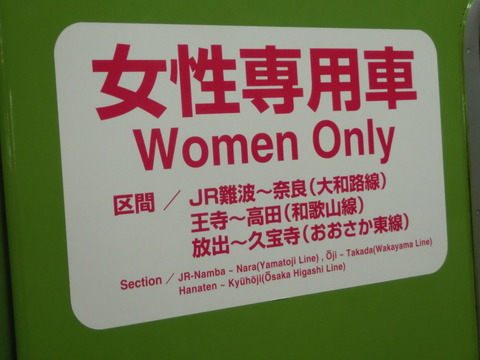 女性専用車
Women Only
区間 / JR難波～奈良(大和路線)
王寺～高田(和歌山線)
放出～久宝寺(おおさか東線)
Section / JR-Namba ~ Nara(Yamatoji Line) , Ōji ~ Takada(Wakayama Line)
Hanaten ~ Kyūhōji(Ōsaka Higashi Line)